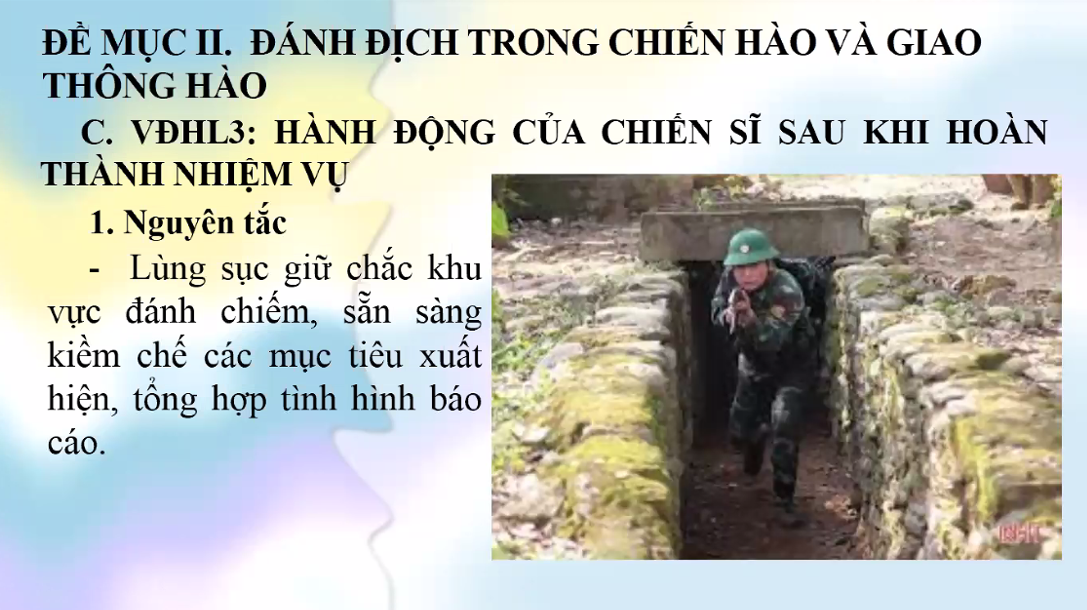 ĐỀ MỤC II. ĐÁNH ĐỊCH TRONG CHIẾN HÀO VÀ GIAO
THÔNG HÀO
C. VĐHL3: HÀNH ĐỘNG CỦA CHIẾN SĨ SAU KHI HOÀN
THÀNH NHIỆM VỤ
1. Nguyên tắc
- Lùng sục giữ chắc khu
vực đánh chiếm, sẵn sàng
kiềm chế các mục tiêu xuất
hiện, tổng hợp tình hình báo
cáo.